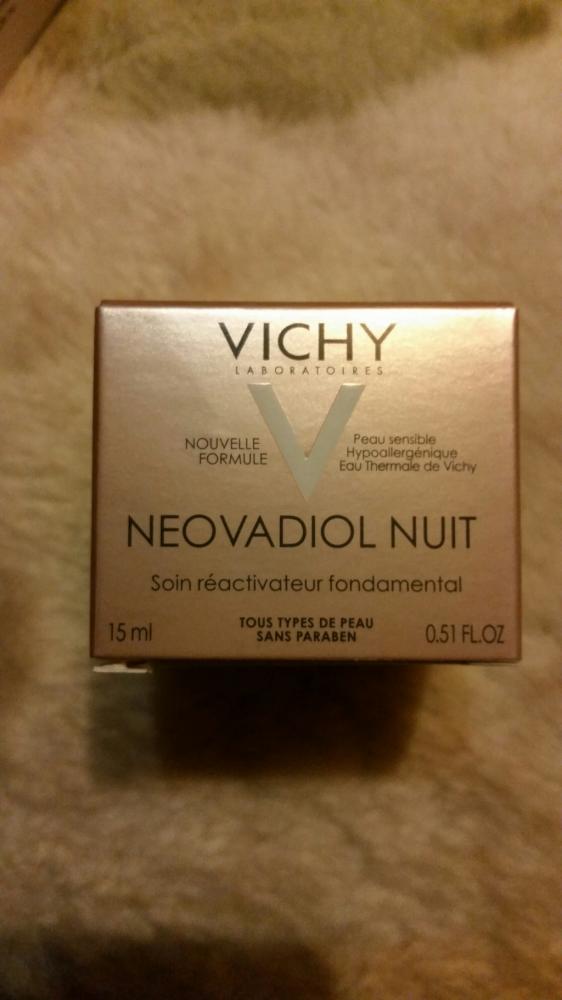 VICHY
LABORATOIRES
V
NOUVELLE
FORMULE
Peau sensible
Hypoallergénique
Eau Thermale de Vichy
NEOVADIOL NUIT
Soin réactivateur fondamental
15 ml
TOUS TYPES DE PEAU
SANS PARABEN
0.51 FL.OZ